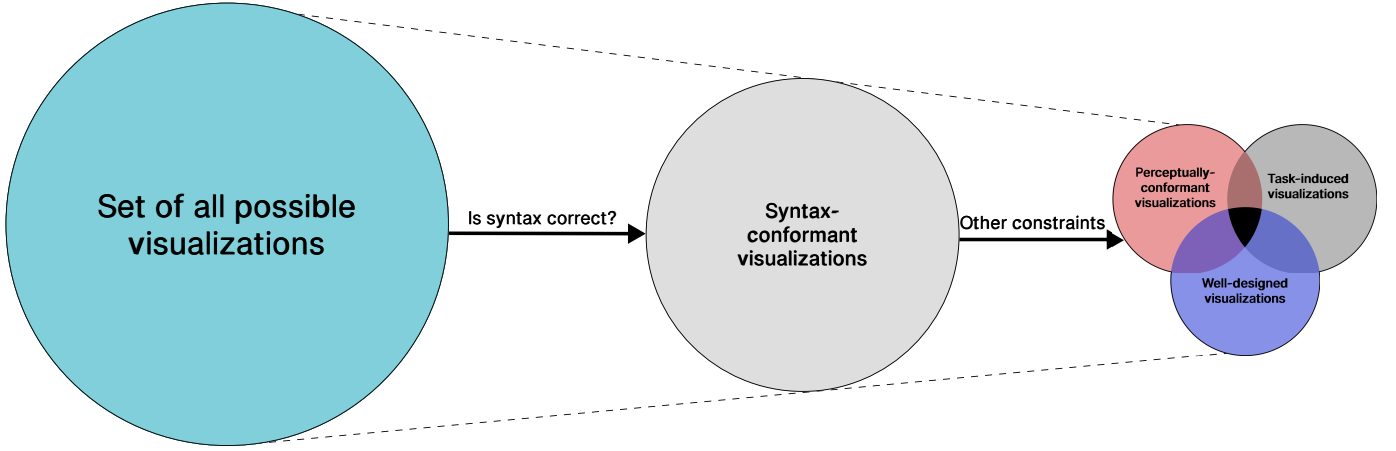 Set of all possible
visualizations
Is syntax correct?
Syntax-
conformant
visualizations
Other constraints
Perceptually-
conformant
visualizations
Task-induced
visualizations
Well-designed
visualizations